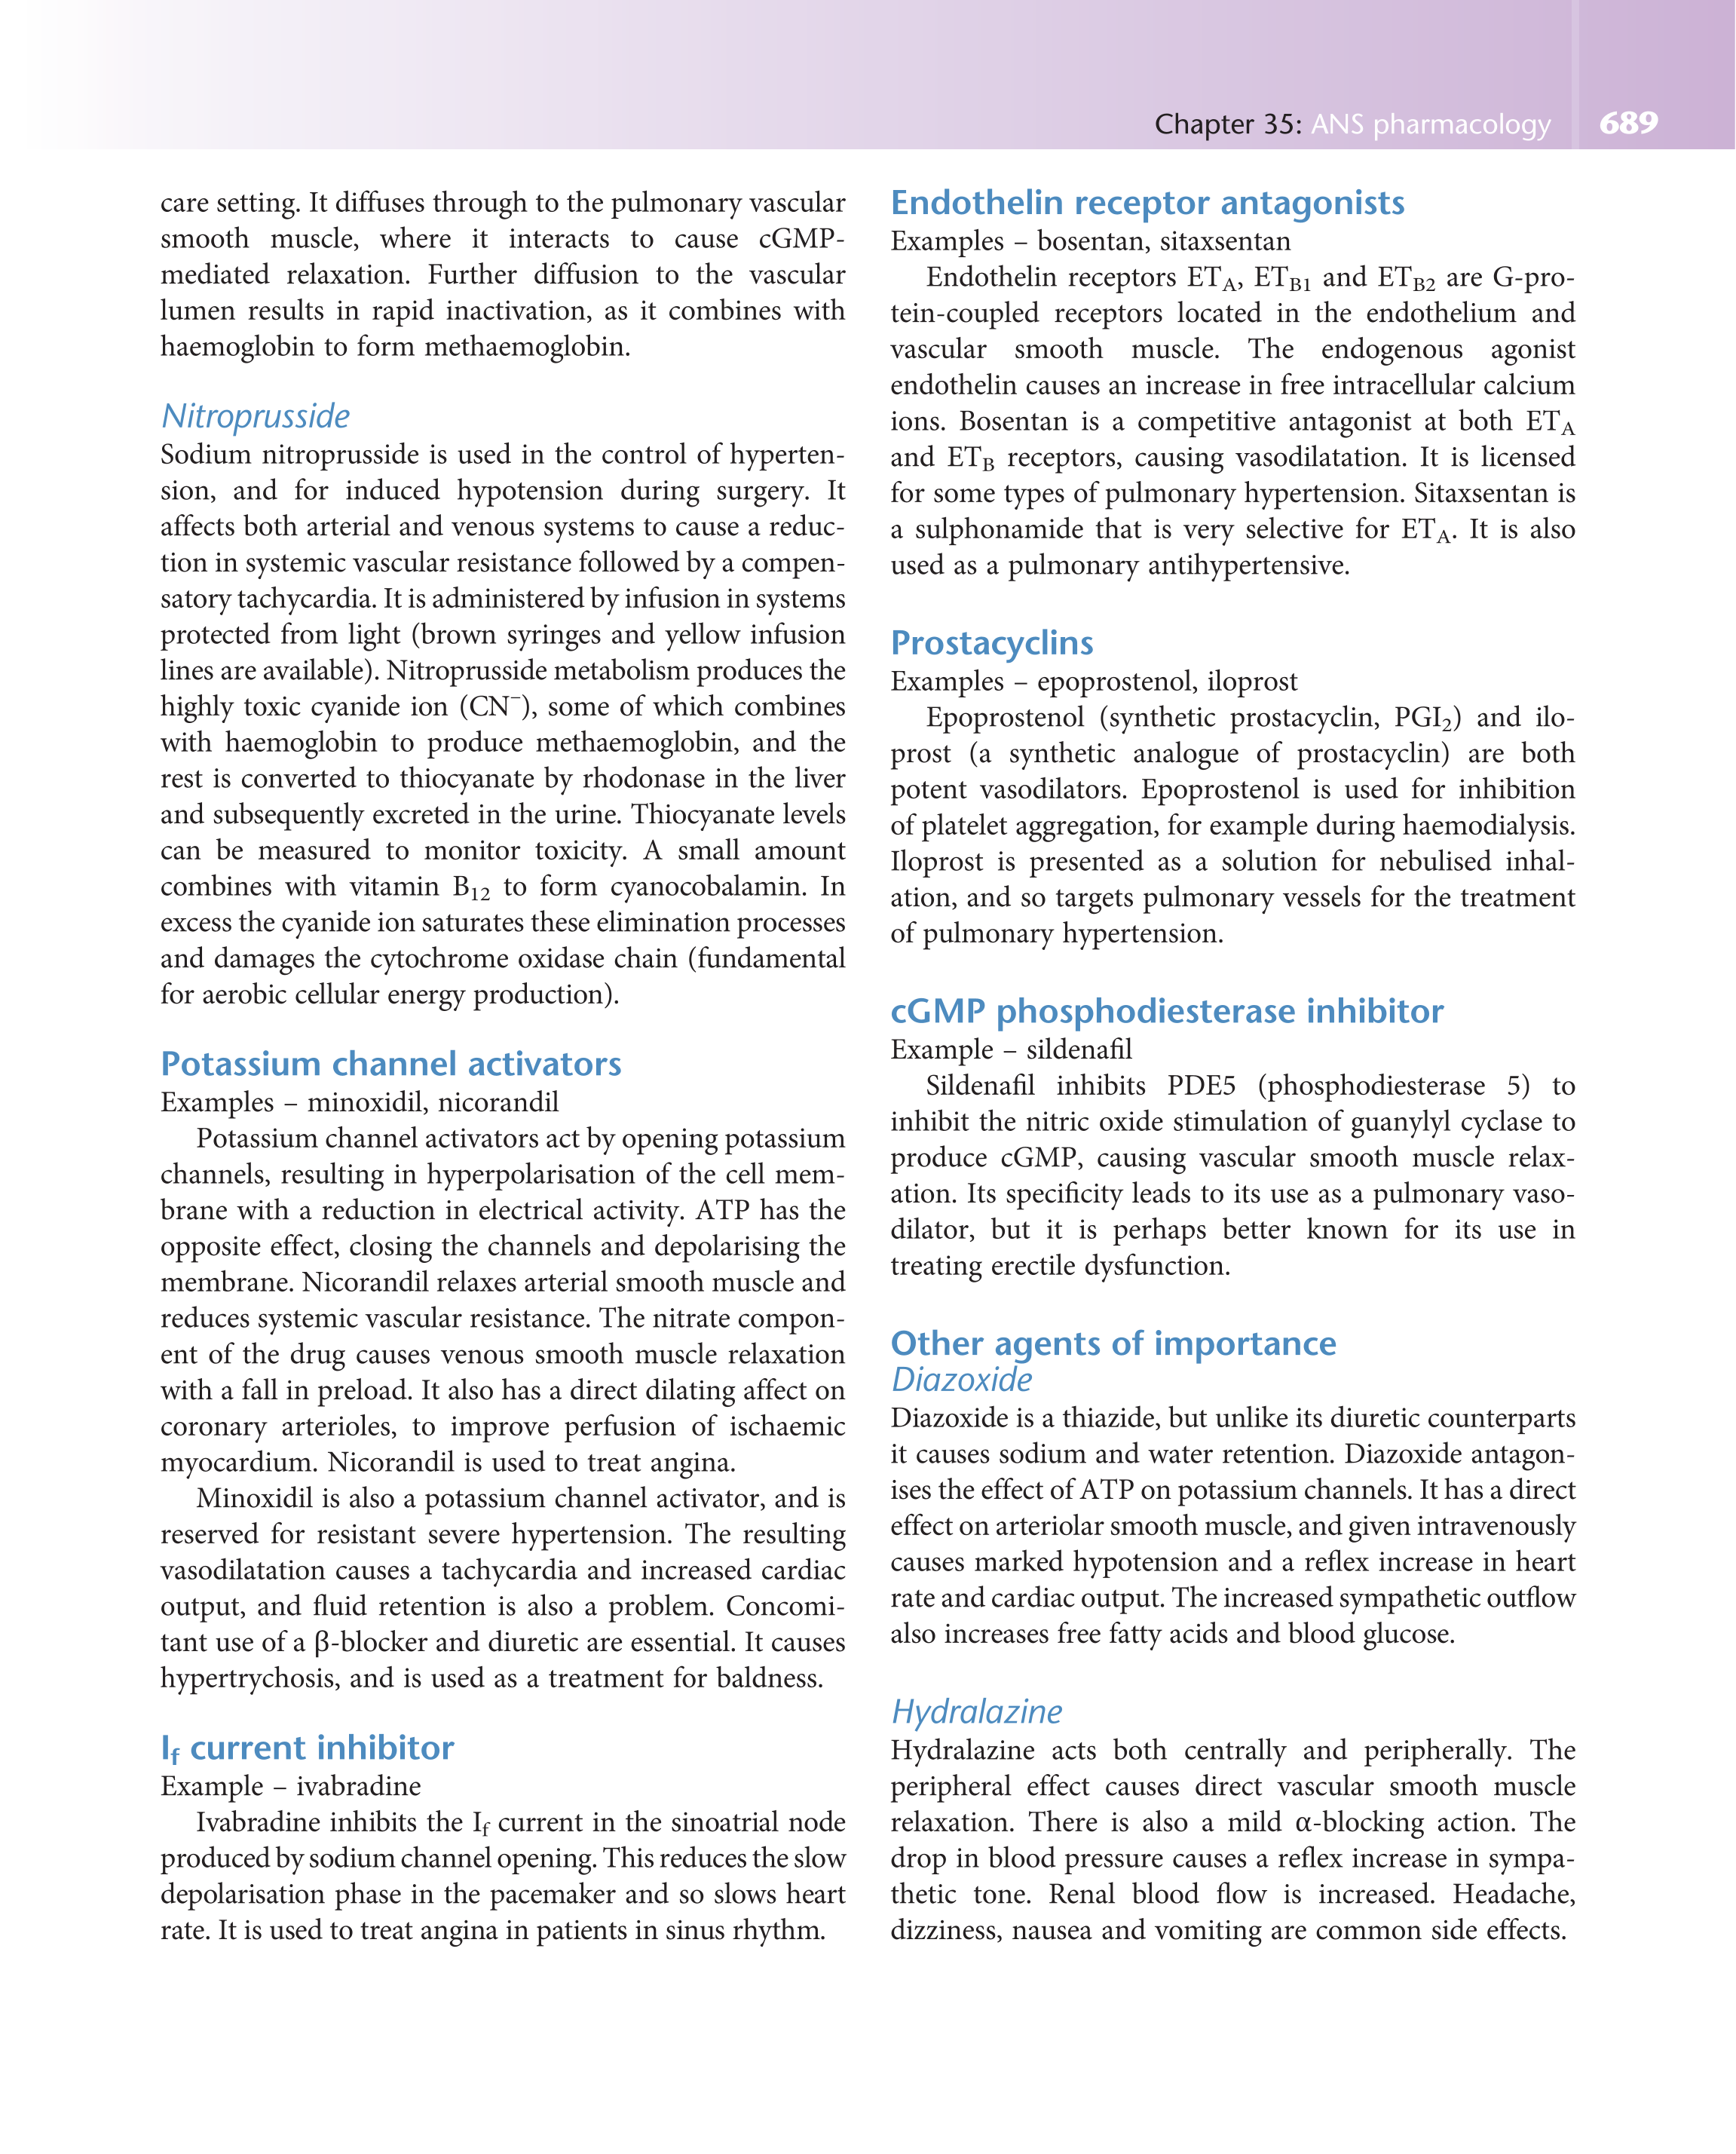 Chapter 35: ANS pharmacology 689
care setting. It diffuses through to the pulmonary vascular
smooth muscle, where it interacts to cause cGMP-
mediated relaxation. Further diffusion to the vascular
lumen results in rapid inactivation, as it combines with
haemoglobin to form methaemoglobin.
Nitroprusside
Sodium nitroprusside is used in the control of hyperten-
sion, and for induced hypotension during surgery. It
affects both arterial and venous systems to cause a reduc-
tion in systemic vascular resistance followed by a compen-
satory tachycardia. It is administered by infusion in systems
protected from light (brown syringes and yellow infusion
lines are available). Nitroprusside metabolism produces the
highly toxic cyanide ion (CN⁻), some of which combines
with haemoglobin to produce methaemoglobin, and the
rest is converted to thiocyanate by rhodonase in the liver
and subsequently excreted in the urine. Thiocyanate levels
can be measured to monitor toxicity. A small amount
combines with vitamin B₁₂ to form cyanocobalamin. In
excess the cyanide ion saturates these elimination processes
and damages the cytochrome oxidase chain (fundamental
for aerobic cellular energy production).
Potassium channel activators
Examples – minoxidil, nicorandil
Potassium channel activators act by opening potassium
channels, resulting in hyperpolarisation of the cell mem-
brane with a reduction in electrical activity. ATP has the
opposite effect, closing the channels and depolarising the
membrane. Nicorandil relaxes arterial smooth muscle and
reduces systemic vascular resistance. The nitrate compon-
ent of the drug causes venous smooth muscle relaxation
with a fall in preload. It also has a direct dilating affect on
coronary arterioles, to improve perfusion of ischaemic
myocardium. Nicorandil is used to treat angina.
Minoxidil is also a potassium channel activator, and is
reserved for resistant severe hypertension. The resulting
vasodilatation causes a tachycardia and increased cardiac
output, and fluid retention is also a problem. Concomi-
tant use of a β-blocker and diuretic are essential. It causes
hypertrychosis, and is used as a treatment for baldness.
If current inhibitor
Example – ivabradine
Ivabradine inhibits the If current in the sinoatrial node
produced by sodium channel opening. This reduces the slow
depolarisation phase in the pacemaker and so slows heart
rate. It is used to treat angina in patients in sinus rhythm.
Endothelin receptor antagonists
Examples – bosentan, sitaxsentan
Endothelin receptors ETA, ETB1 and ETB2 are G-pro-
tein-coupled receptors located in the endothelium and
vascular smooth muscle. The endogenous agonist
endothelin causes an increase in free intracellular calcium
ions. Bosentan is a competitive antagonist at both ETA
and ETB receptors, causing vasodilatation. It is licensed
for some types of pulmonary hypertension. Sitaxsentan is
a sulphonamide that is very selective for ETA. It is also
used as a pulmonary antihypertensive.
Prostacyclins
Examples – epoprostenol, iloprost
Epoprostenol (synthetic prostacyclin, PGI₂) and ilo-
prost (a synthetic analogue of prostacyclin) are both
potent vasodilators. Epoprostenol is used for inhibition
of platelet aggregation, for example during haemodialysis.
Iloprost is presented as a solution for nebulised inhal-
ation, and so targets pulmonary vessels for the treatment
of pulmonary hypertension.
cGMP phosphodiesterase inhibitor
Example – sildenafil
Sildenafil inhibits PDE5 (phosphodiesterase 5) to
inhibit the nitric oxide stimulation of guanylyl cyclase to
produce cGMP, causing vascular smooth muscle relax-
ation. Its specificity leads to its use as a pulmonary vaso-
dilator, but it is perhaps better known for its use in
treating erectile dysfunction.
Other agents of importance
Diazoxide
Diazoxide is a thiazide, but unlike its diuretic counterparts
it causes sodium and water retention. Diazoxide antagon-
ises the effect of ATP on potassium channels. It has a direct
effect on arteriolar smooth muscle, and given intravenously
causes marked hypotension and a reflex increase in heart
rate and cardiac output. The increased sympathetic outflow
also increases free fatty acids and blood glucose.
Hydralazine
Hydralazine acts both centrally and peripherally. The
peripheral effect causes direct vascular smooth muscle
relaxation. There is also a mild α-blocking action. The
drop in blood pressure causes a reflex increase in sympa-
thetic tone. Renal blood flow is increased. Headache,
dizziness, nausea and vomiting are common side effects.